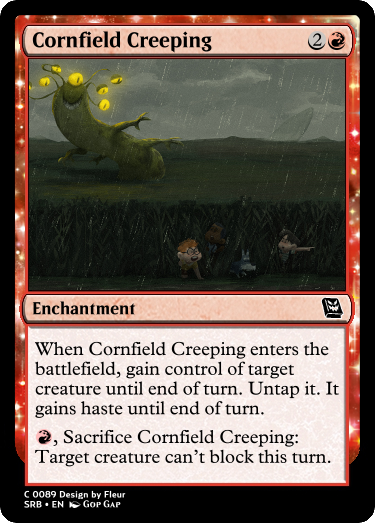 Cornfield Creeping 2
Enchantment
When Cornfield Creeping enters the
battlefield, gain control of target
creature until end of turn. Untap it. It
gains haste until end of turn.
, Sacrifice Cornfield Creeping:
Target creature can't block this turn.
C 0089 Design by Fleur
SRB • EN Gop Gap